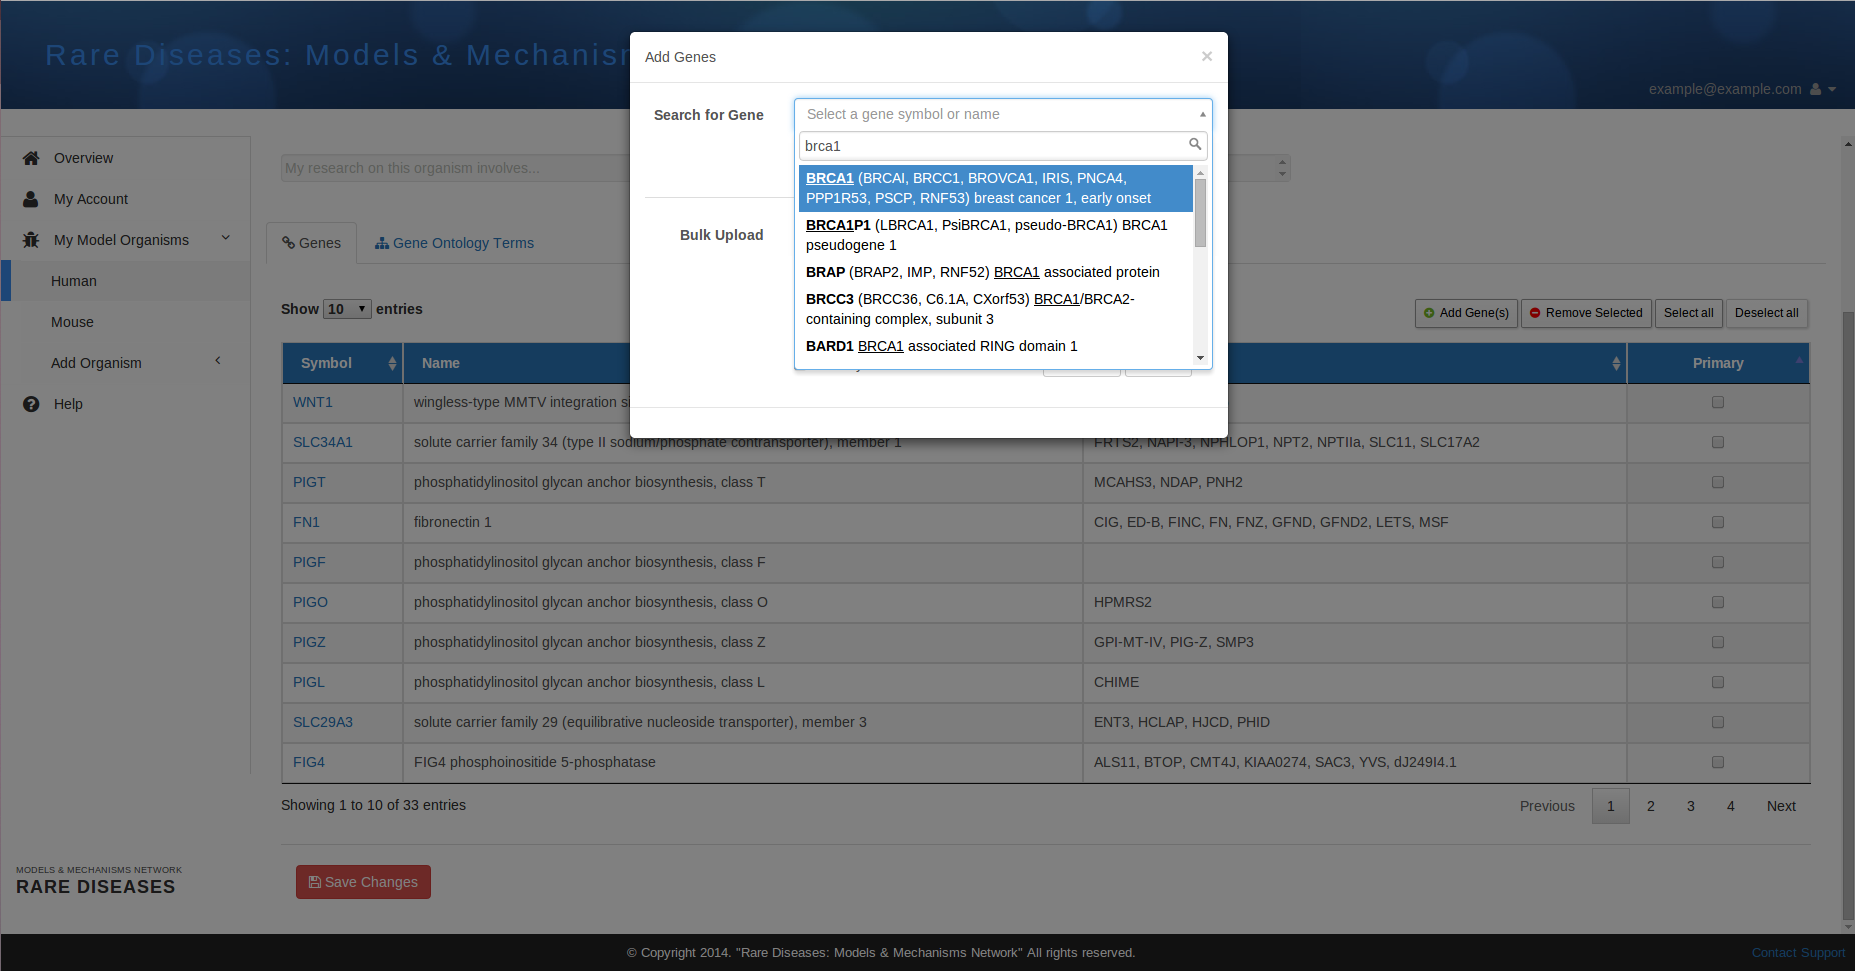 Rare Diseases: Models & Mechanism
example@example.com
Add Genes
×
Search for Gene
Select a gene symbol or name
brca1
BRCA1 (BRCAI, BRCC1, BROVCA1, IRIS, PNCA4,
PPP1R53, PSCP, RNF53) breast cancer 1, early onset
BRCA1P1 (LBRCA1, PsiBRCA1, pseudo-BRCA1) BRCA1
pseudogene 1
BRAP (BRAP2, IMP, RNF52) BRCA1 associated protein
BRCC3 (BRCC36, C6.1A, CXorf53) BRCA1/BRCA2-
containing complex, subunit 3
BARD1 BRCA1 associated RING domain 1
Bulk Upload
Overview
My Account
My Model Organisms
Human
Mouse
Add Organism
Help
My research on this organism involves...
Genes
Gene Ontology Terms
Show 10 entries
Add Gene(s)
Remove Selected
Select all
Deselect all
Symbol Name Primary
WNT1 wingless-type MMTV integration si
SLC34A1 solute carrier family 34 (type II sodium/phosphate contransporter), member 1 FRTS2, NAPI-3, NPHLOP1, NPT2, NPTIIa, SLC11, SLC17A2
PIGT phosphatidylinositol glycan anchor biosynthesis, class T MCAHS3, NDAP, PNH2
FN1 fibronectin 1 CIG, ED-B, FINC, FN, FNZ, GFND, GFND2, LETS, MSF
PIGF phosphatidylinositol glycan anchor biosynthesis, class F
PIGO phosphatidylinositol glycan anchor biosynthesis, class O HPMRS2
PIGZ phosphatidylinositol glycan anchor biosynthesis, class Z GPI-MT-IV, PIG-Z, SMP3
PIGL phosphatidylinositol glycan anchor biosynthesis, class L CHIME
SLC29A3 solute carrier family 29 (equilibrative nucleoside transporter), member 3 ENT3, HCLAP, HJCD, PHID
FIG4 FIG4 phosphoinositide 5-phosphatase ALS11, BTOP, CMT4J, KIAA0274, SAC3, YVS, dJ249I4.1
Showing 1 to 10 of 33 entries
Previous 1 2 3 4 Next
MODELS & MECHANISMS NETWORK
RARE DISEASES
Save Changes
© Copyright 2014. "Rare Diseases: Models & Mechanisms Network" All rights reserved.
Contact Support